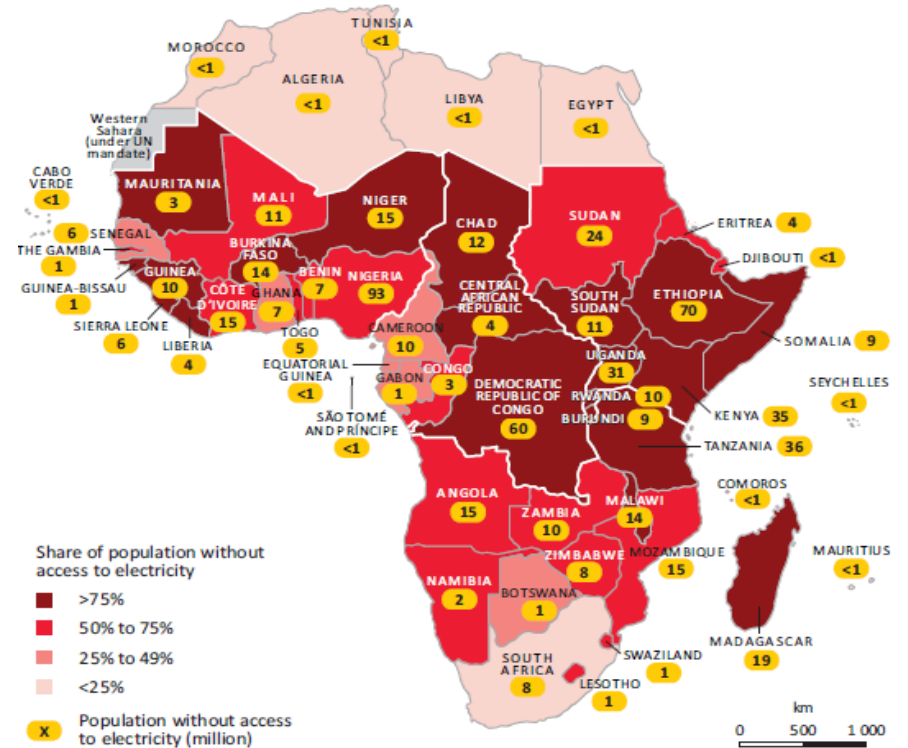 TUNISIA
<1
MOROCCO
<1
ALGERIA
<1
LIBYA
<1
EGYPT
<1
Western
Sahara
(under UN
mandate)
CABO
VERDE
<1
MAURITANIA
3
MALI
11
NIGER
15
CHAD
12
SUDAN
24
ERITREA 4
6 SENEGAL
THE GAMBIA
1
GUINEA-BISSAU
1
GUINEA
10
SIERRA LEONE
6
LIBERIA
4
BURKINA
FASO
14
CÔTE
D'IVOIRE
15
GHANA
7
BENIN
7
TOGO
5
NIGERIA
93
DJIBOUTI <1
CENTRAL
AFRICAN
REPUBLIC
4
SOUTH
SUDAN
11
ETHIOPIA
70
SOMALIA 9
CAMEROON
10
EQUATORIAL
GUINEA
<1
GABON
1
CONGO
3
SÃO TOMÉ
AND PRÍNCIPE
<1
DEMOCRATIC
REPUBLIC OF
CONGO
60
UGANDA
31
RWANDA 10
BURUNDI 9
KENYA 35
TANZANIA 36
SEYCHELLES
<1
COMOROS
<1
ANGOLA
15
ZAMBIA
10
MALAWI
14
MOZAMBIQUE
15
ZIMBABWE
8
MAURITIUS
<1
NAMIBIA
2
BOTSWANA
1
MADAGASCAR
19
SOUTH
AFRICA
8
SWAZILAND
1
LESOTHO
1
Share of population without
access to electricity
>75%
50% to 75%
25% to 49%
<25%
X Population without access
to electricity (million)
km
0 500 1 000